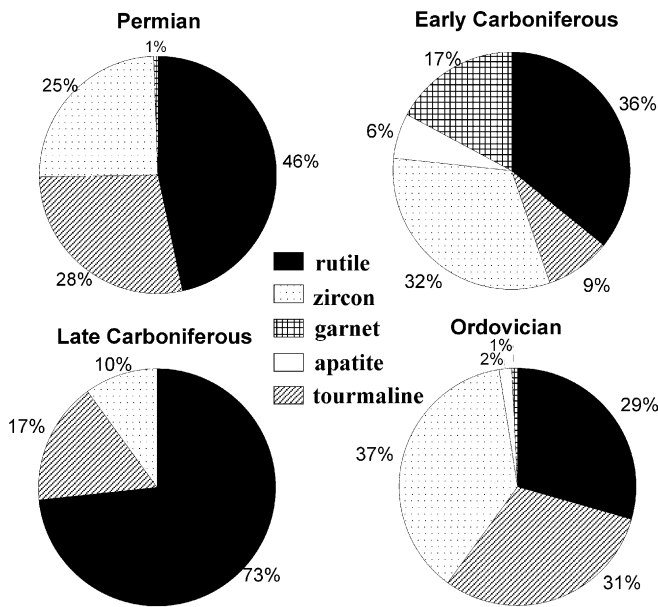 Permian
1%
25%
46%
28%
Early Carboniferous
17%
36%
6%
32%
9%
rutile
zircon
garnet
apatite
tourmaline
Late Carboniferous
10%
17%
73%
Ordovician
1%
2%
29%
37%
31%